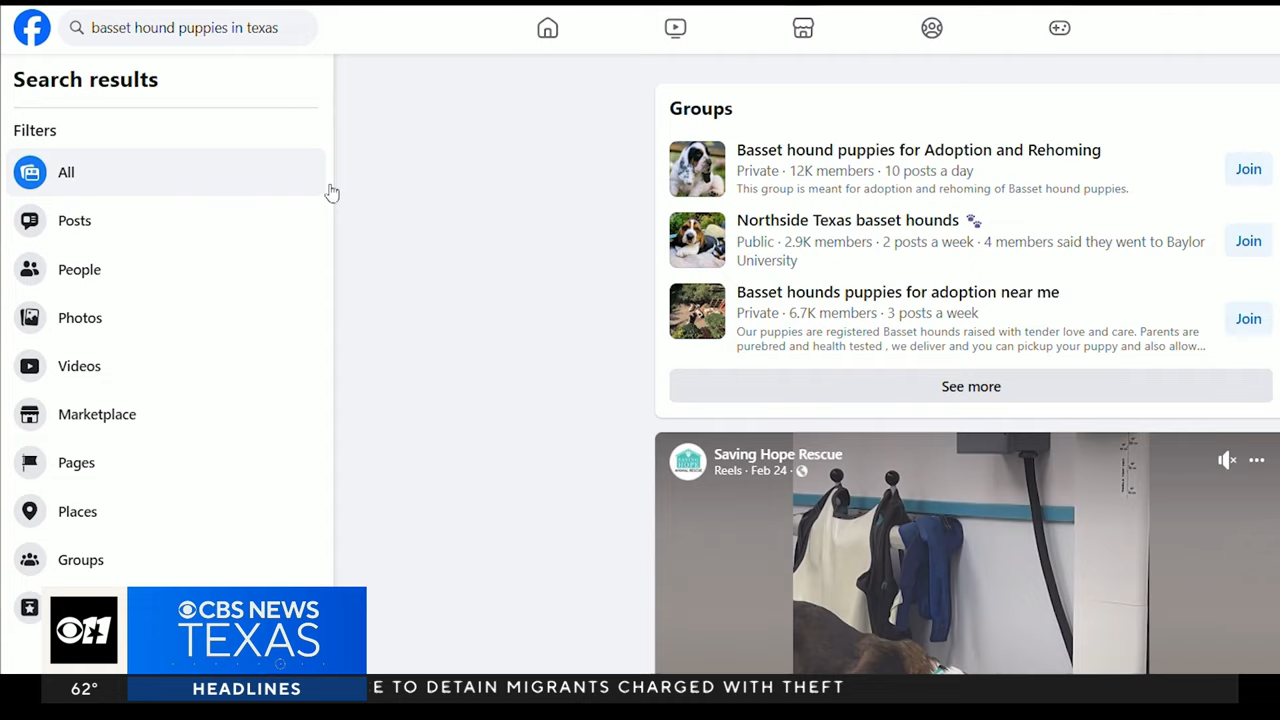 basset hound puppies in texas
Search results
Filters
All
Posts
People
Photos
Videos
Marketplace
Pages
Places
Groups
Groups
Basset hound puppies for Adoption and Rehoming
Private · 12K members · 10 posts a day
This group is meant for adoption and rehoming of Basset hound puppies.
Join
Northside Texas basset hounds 🐾
Public · 2.9K members · 2 posts a week · 4 members said they went to Baylor
University
Join
Basset hounds puppies for adoption near me
Private · 6.7K members · 3 posts a week
Our puppies are registered Basset hounds raised with tender love and care. Parents are
purebred and health tested , we deliver and you can pickup your puppy and also allow...
Join
See more
Saving Hope Rescue
Reels · Feb 24 ·
SAVING
HOPE
CBS NEWS
TEXAS
11
62°
HEADLINES
E TO DETAIN MIGRANTS CHARGED WITH THEFT